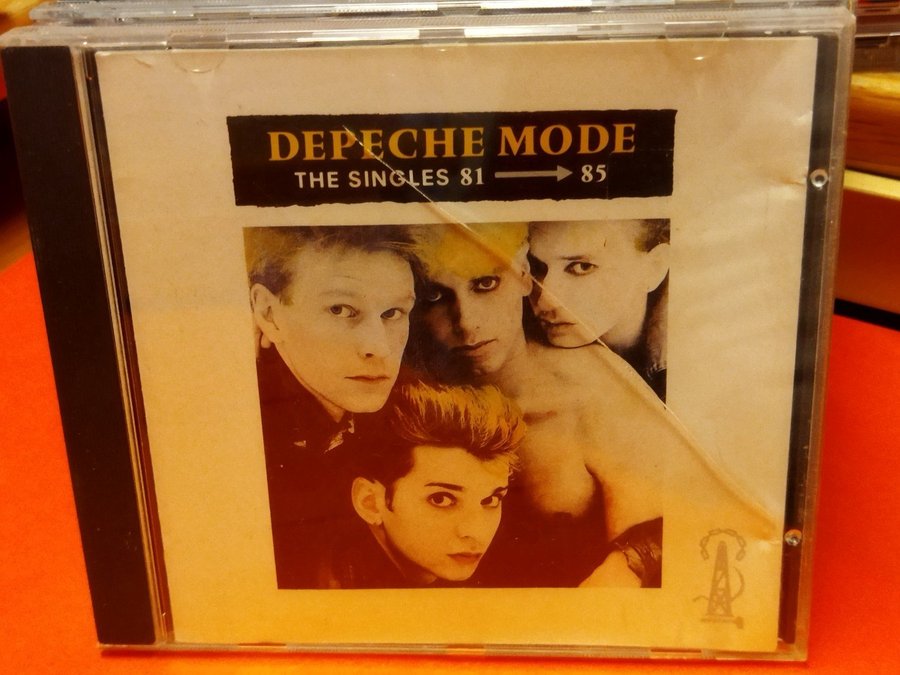 DEPECHE MODE
THE SINGLES 81 → 85